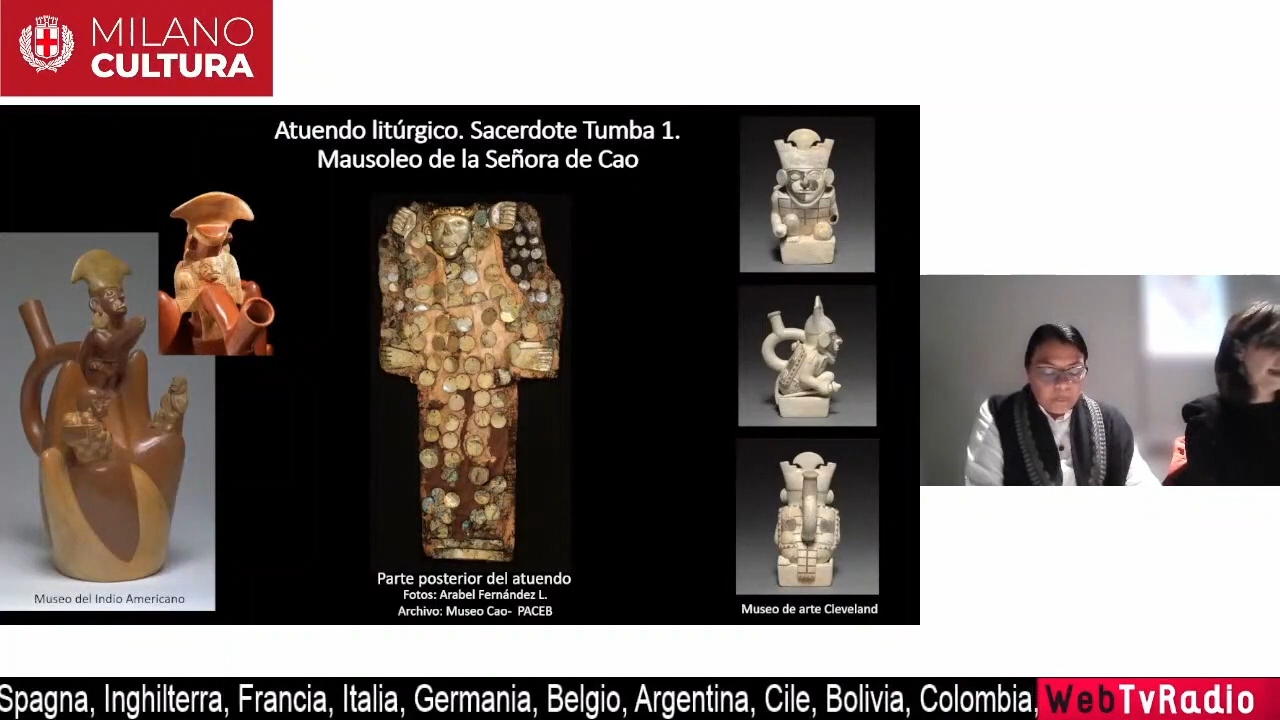 MILANO
CULTURA
Atuendo litúrgico. Sacerdote Tumba 1.
Mausoleo de la Señora de Cao
Museo del Indio Americano
Parte posterior del atuendo
Fotos: Arabel Fernández L.
Archivo: Museo Cao- PACEB
Museo de arte Cleveland
Spagna, Inghilterra, Francia, Italia, Germania, Belgio, Argentina, Cile, Bolivia, Colombia,
WebTvRadio